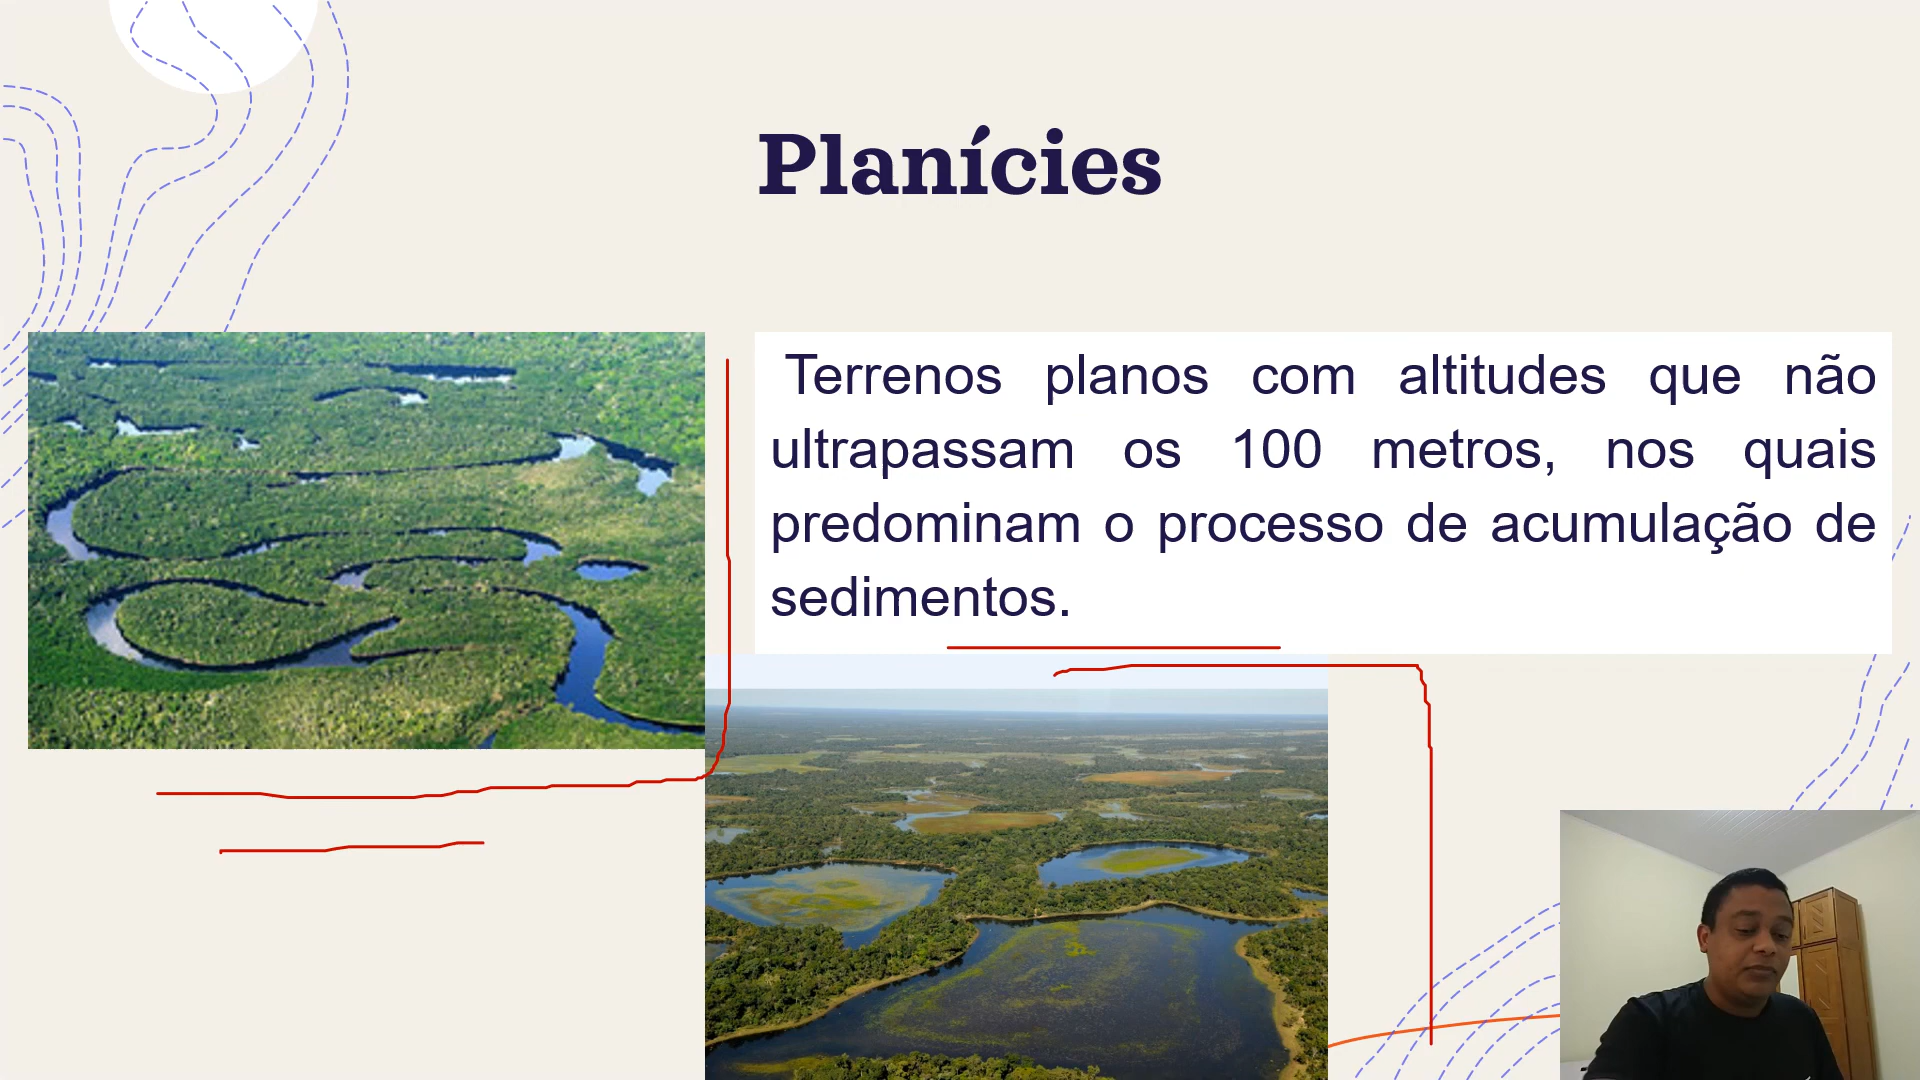 Planícies
Terrenos planos com altitudes que não
ultrapassam os 100 metros, nos quais
predominam o processo de acumulação de
sedimentos.